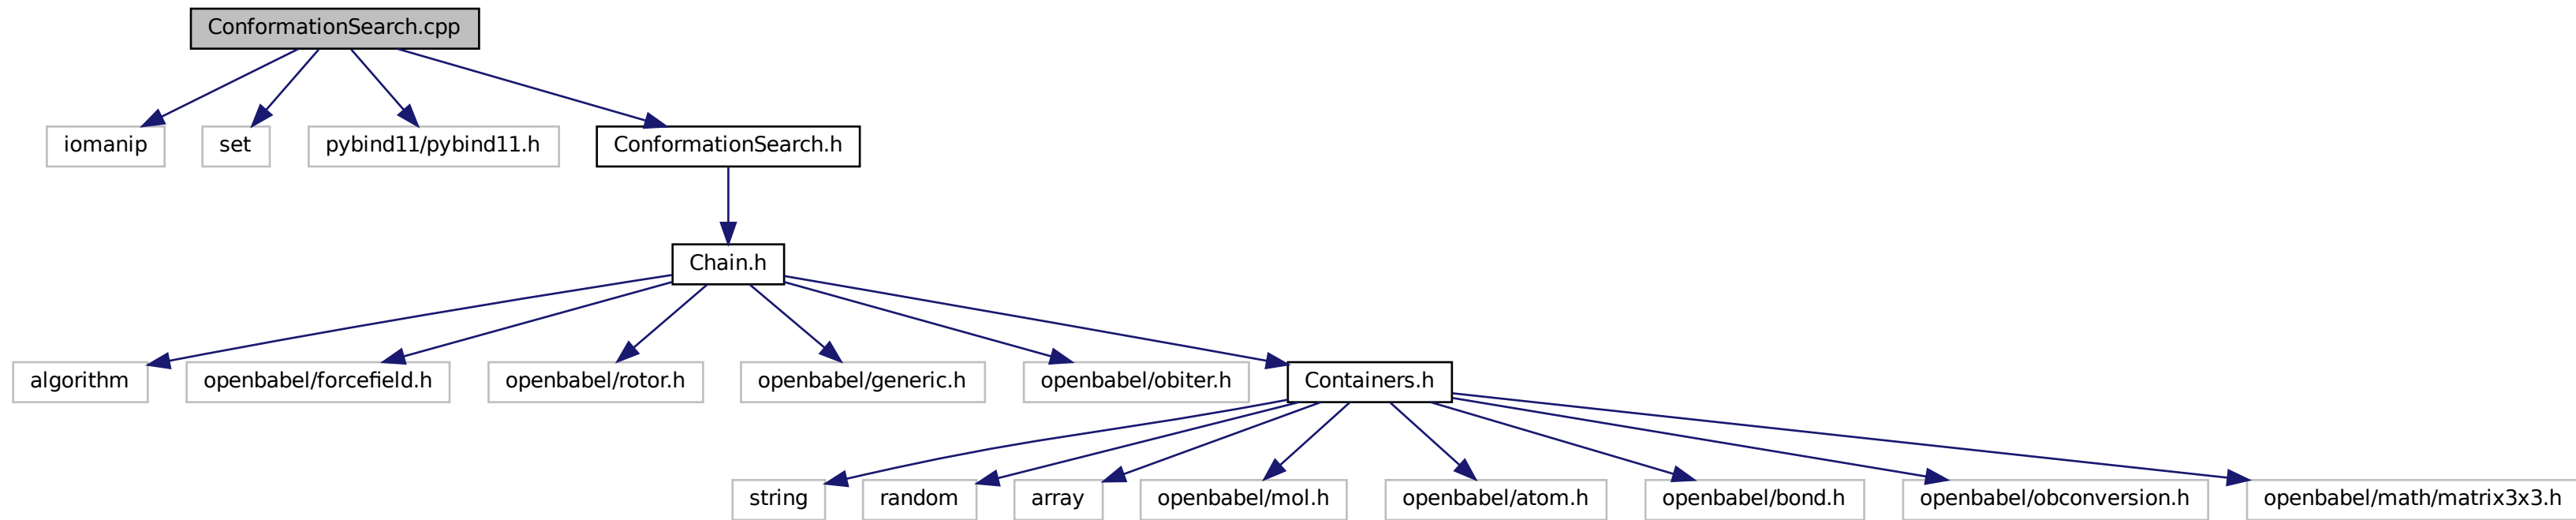 ConformationSearch.cpp
iomanip
set
pybind11/pybind11.h
ConformationSearch.h
Chain.h
algorithm
openbabel/forcefield.h
openbabel/rotor.h
openbabel/generic.h
openbabel/obiter.h
Containers.h
string
random
array
openbabel/mol.h
openbabel/atom.h
openbabel/bond.h
openbabel/obconversion.h
openbabel/math/matrix3x3.h